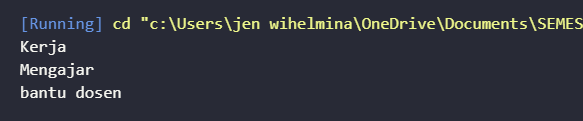 [Running] cd "c:\Users\jen wihelmina\OneDrive\Documents\SEMES
Kerja
Mengajar
bantu dosen